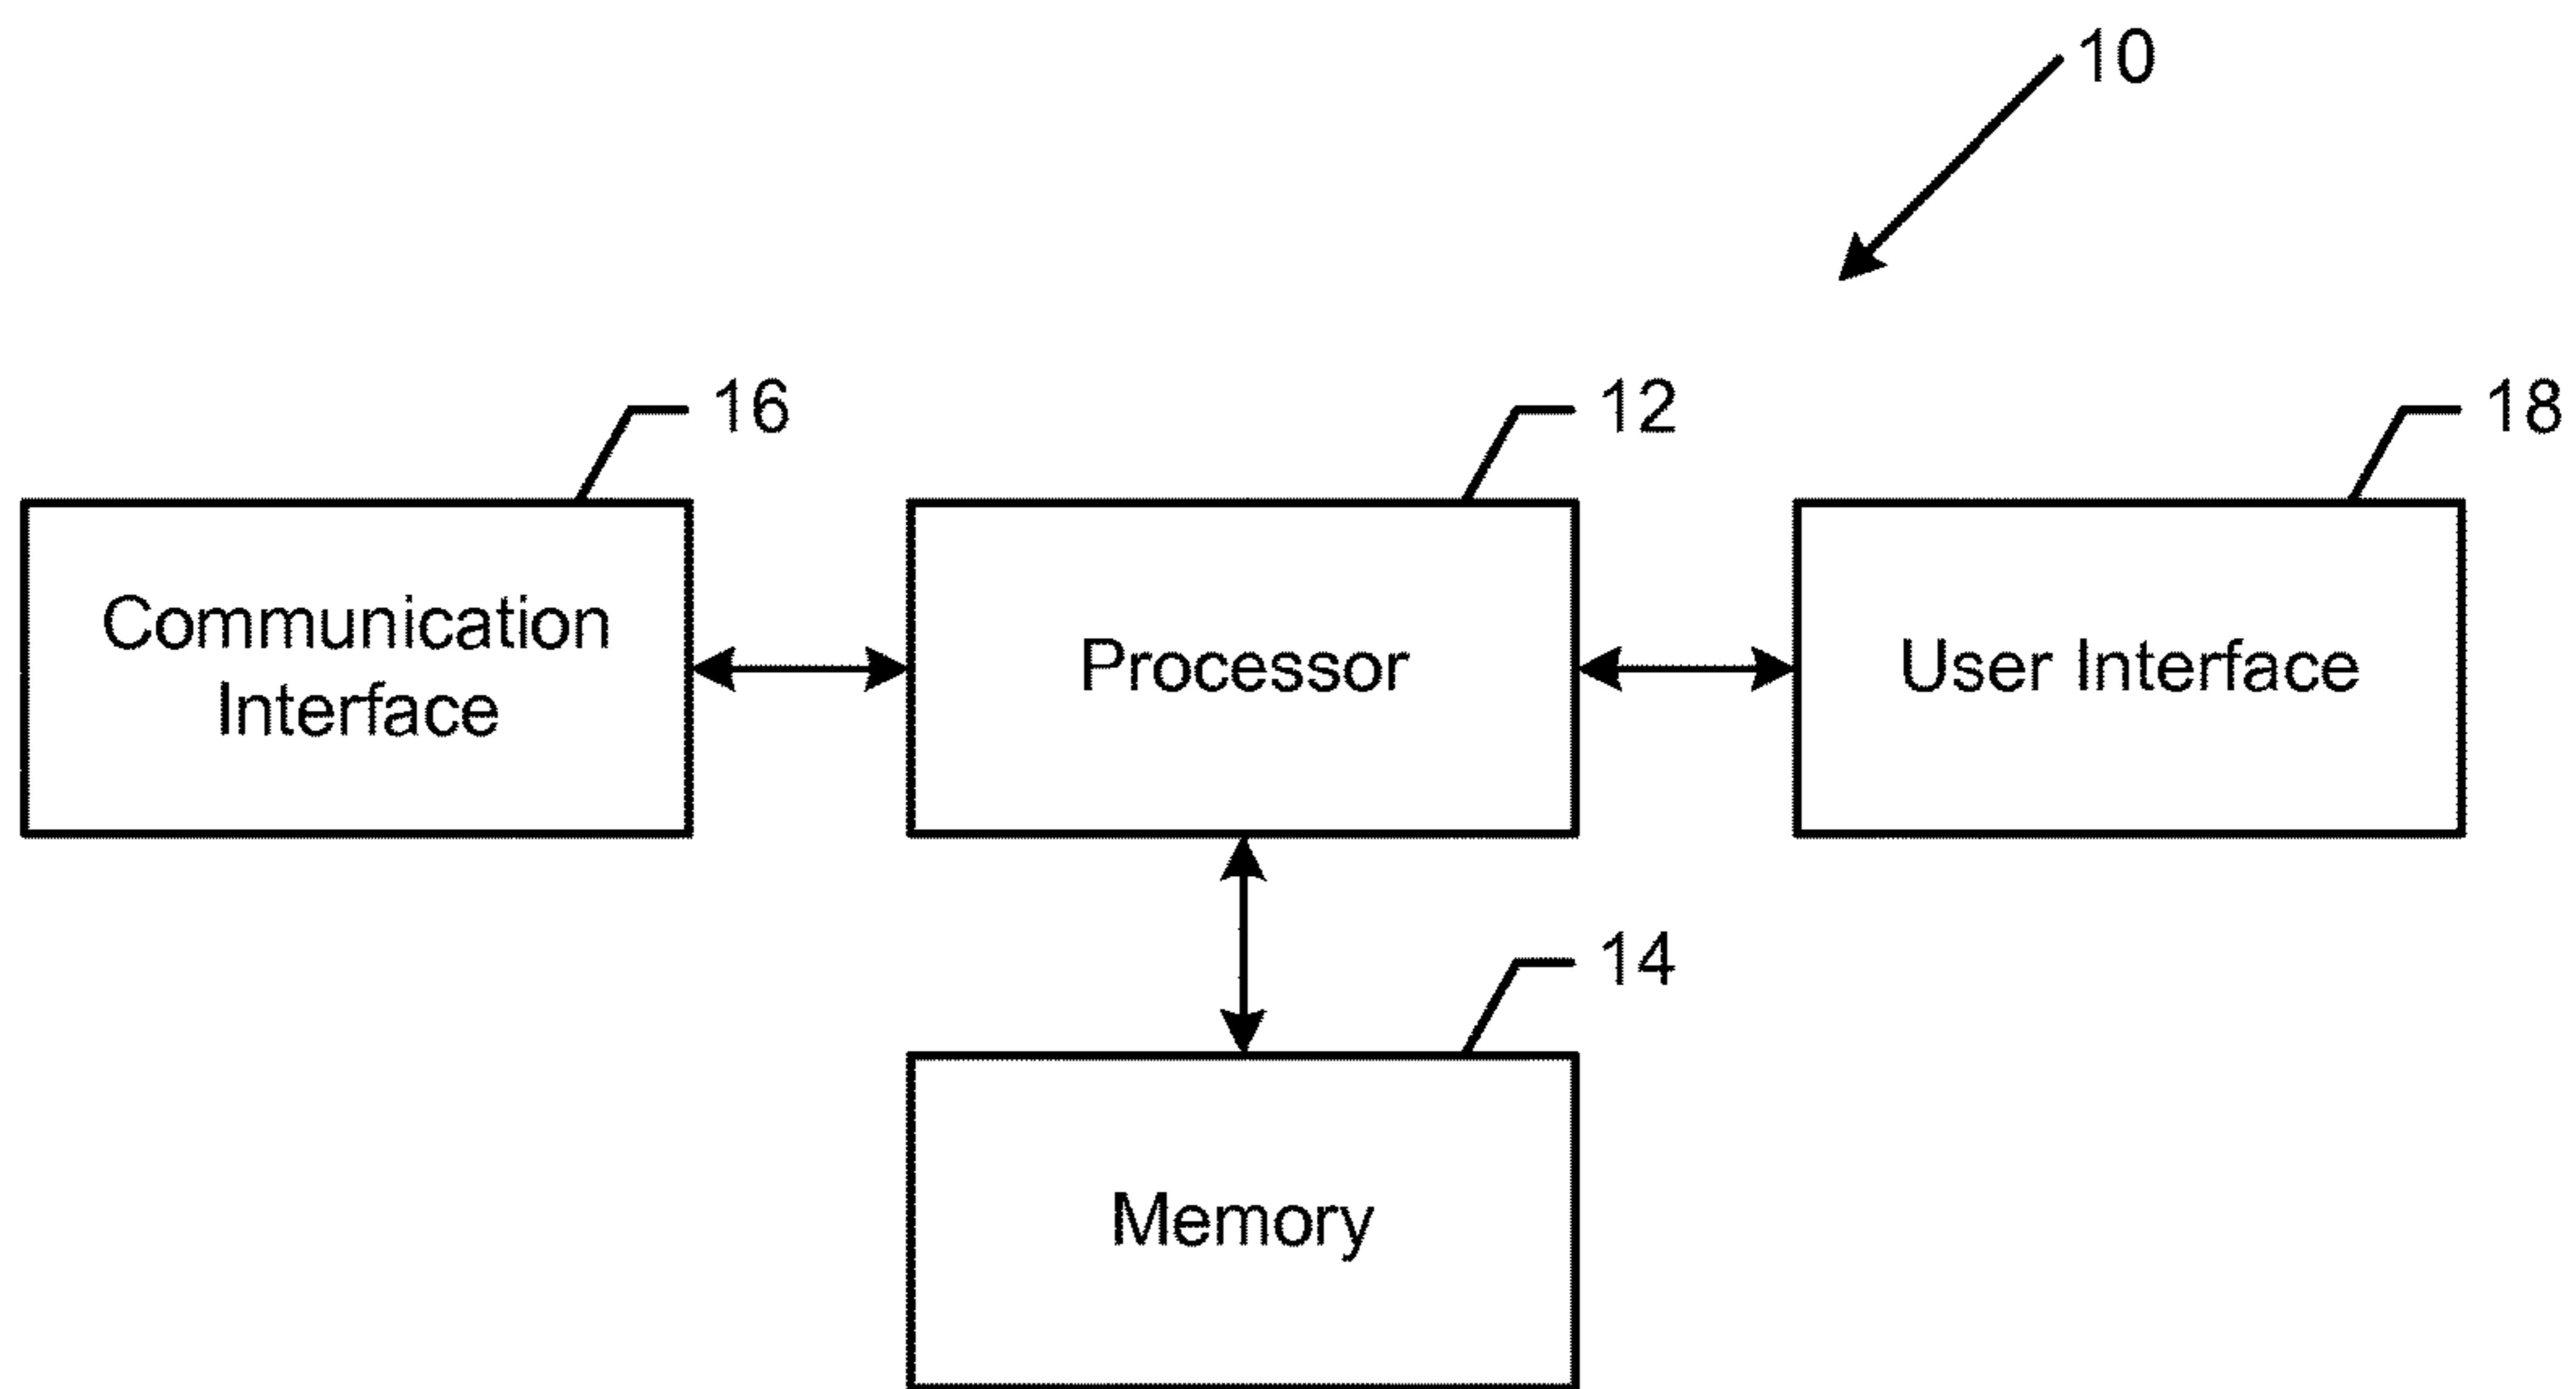 10
16
12
18
Communication
Interface
Processor
User Interface
14
Memory